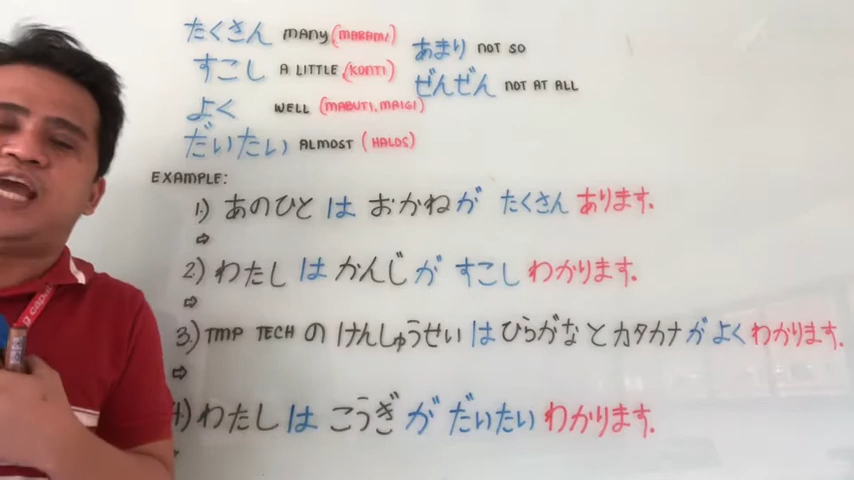 たくさん MANY (MARAMI)
あまり NOT SO
すこし A LITTLE (KONTI)
ぜんぜん NOT AT ALL
よく WELL (MABUTI, MAIGI)
だいたい ALMOST (HALOS)
EXAMPLE:
1.) あのひと は おかね が たくさん あります.
⇨
2.) わたし は かんじ が すこし わかります.
⇨
3.) TMP TECH の けんしゅうせい は ひらがな と カタカナ が よく わかります.
⇨
4.) わたし は こうぎ が だいたい わかります.